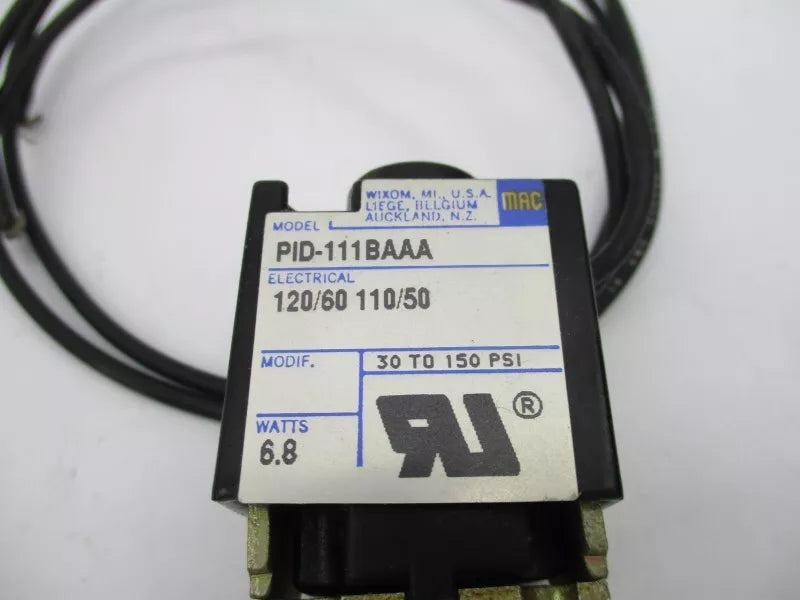 WIXOM, MI., U.S.A.
LIEGE, BELGIUM
AUCKLAND, N.Z.
MAC
MODEL
PID-111BAAA
ELECTRICAL
120/60 110/50
MODIF.
30 TO 150 PSI
WATTS
6.8
RU ®